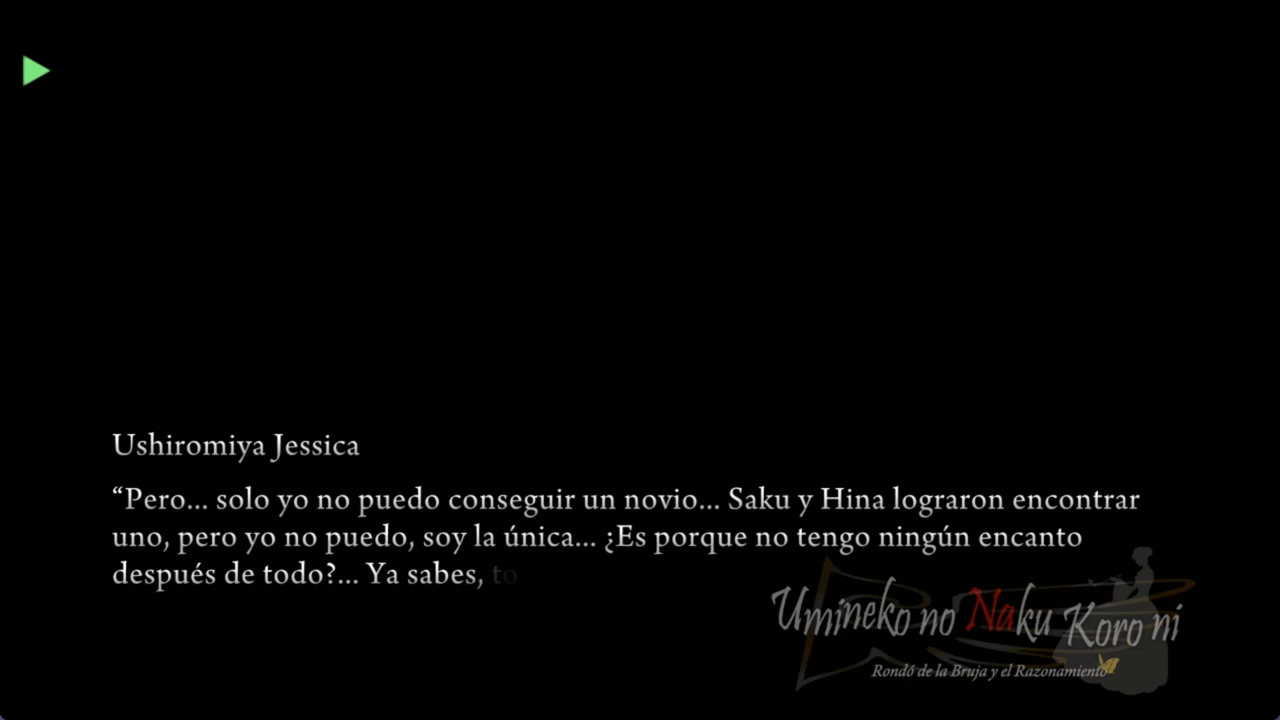 Ushiromiya Jessica
“Pero... solo yo no puedo conseguir un novio... Saku y Hina lograron encontrar
uno, pero yo no puedo, soy la única... ¿Es porque no tengo ningún encanto
después de todo?... Ya sabes, to
Umineko no Naku Koro ni
Rondó de la Bruja y el Razonamiento